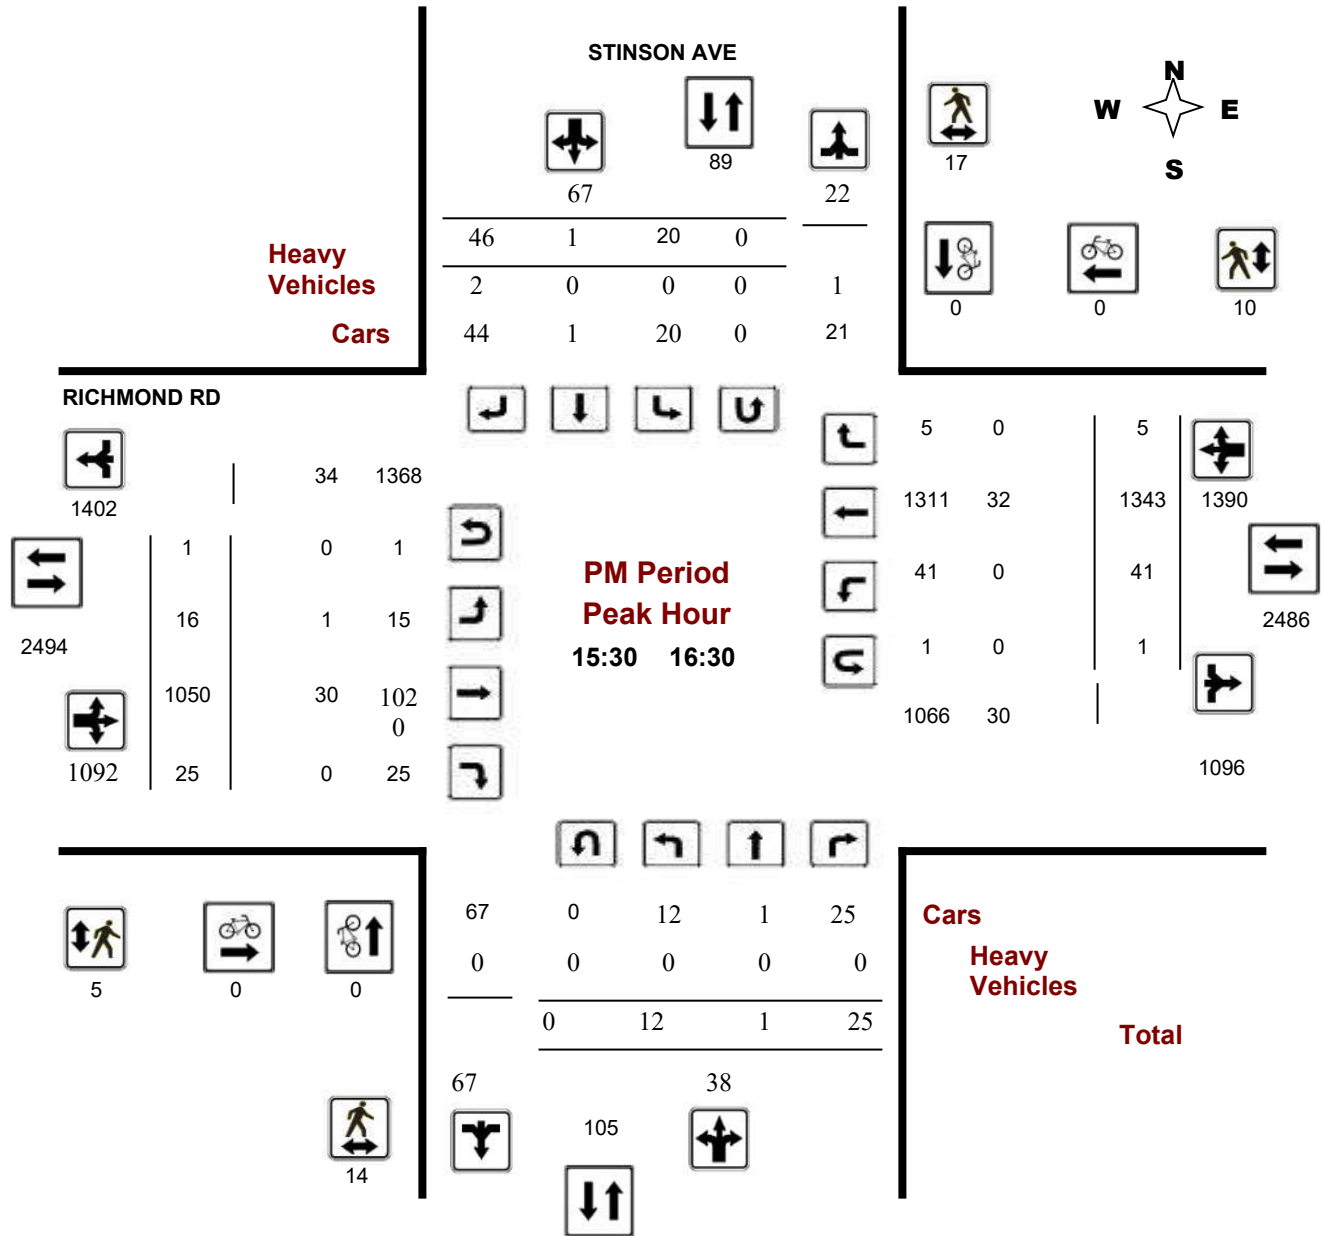 STINSON AVE
N
W E
S
89
17
67 22
46 1 20 0
Heavy
Vehicles
2 0 0 0 1
0 0 10
Cars
44 1 20 0 21
RICHMOND RD
5 0 5
34 1368
1402
1311 32 1343 1390
1 0 1
PM Period
41 0 41
Peak Hour
16 1 15
2486
2494
15:30 16:30
1 0 1
1050 30 102
0
1066 30
1092 25 0 25
1096
67 0 12 1 25
Cars
0 0 0 0 0
Heavy
Vehicles
5 0 0
0 12 1 25
Total
67 38
105
14